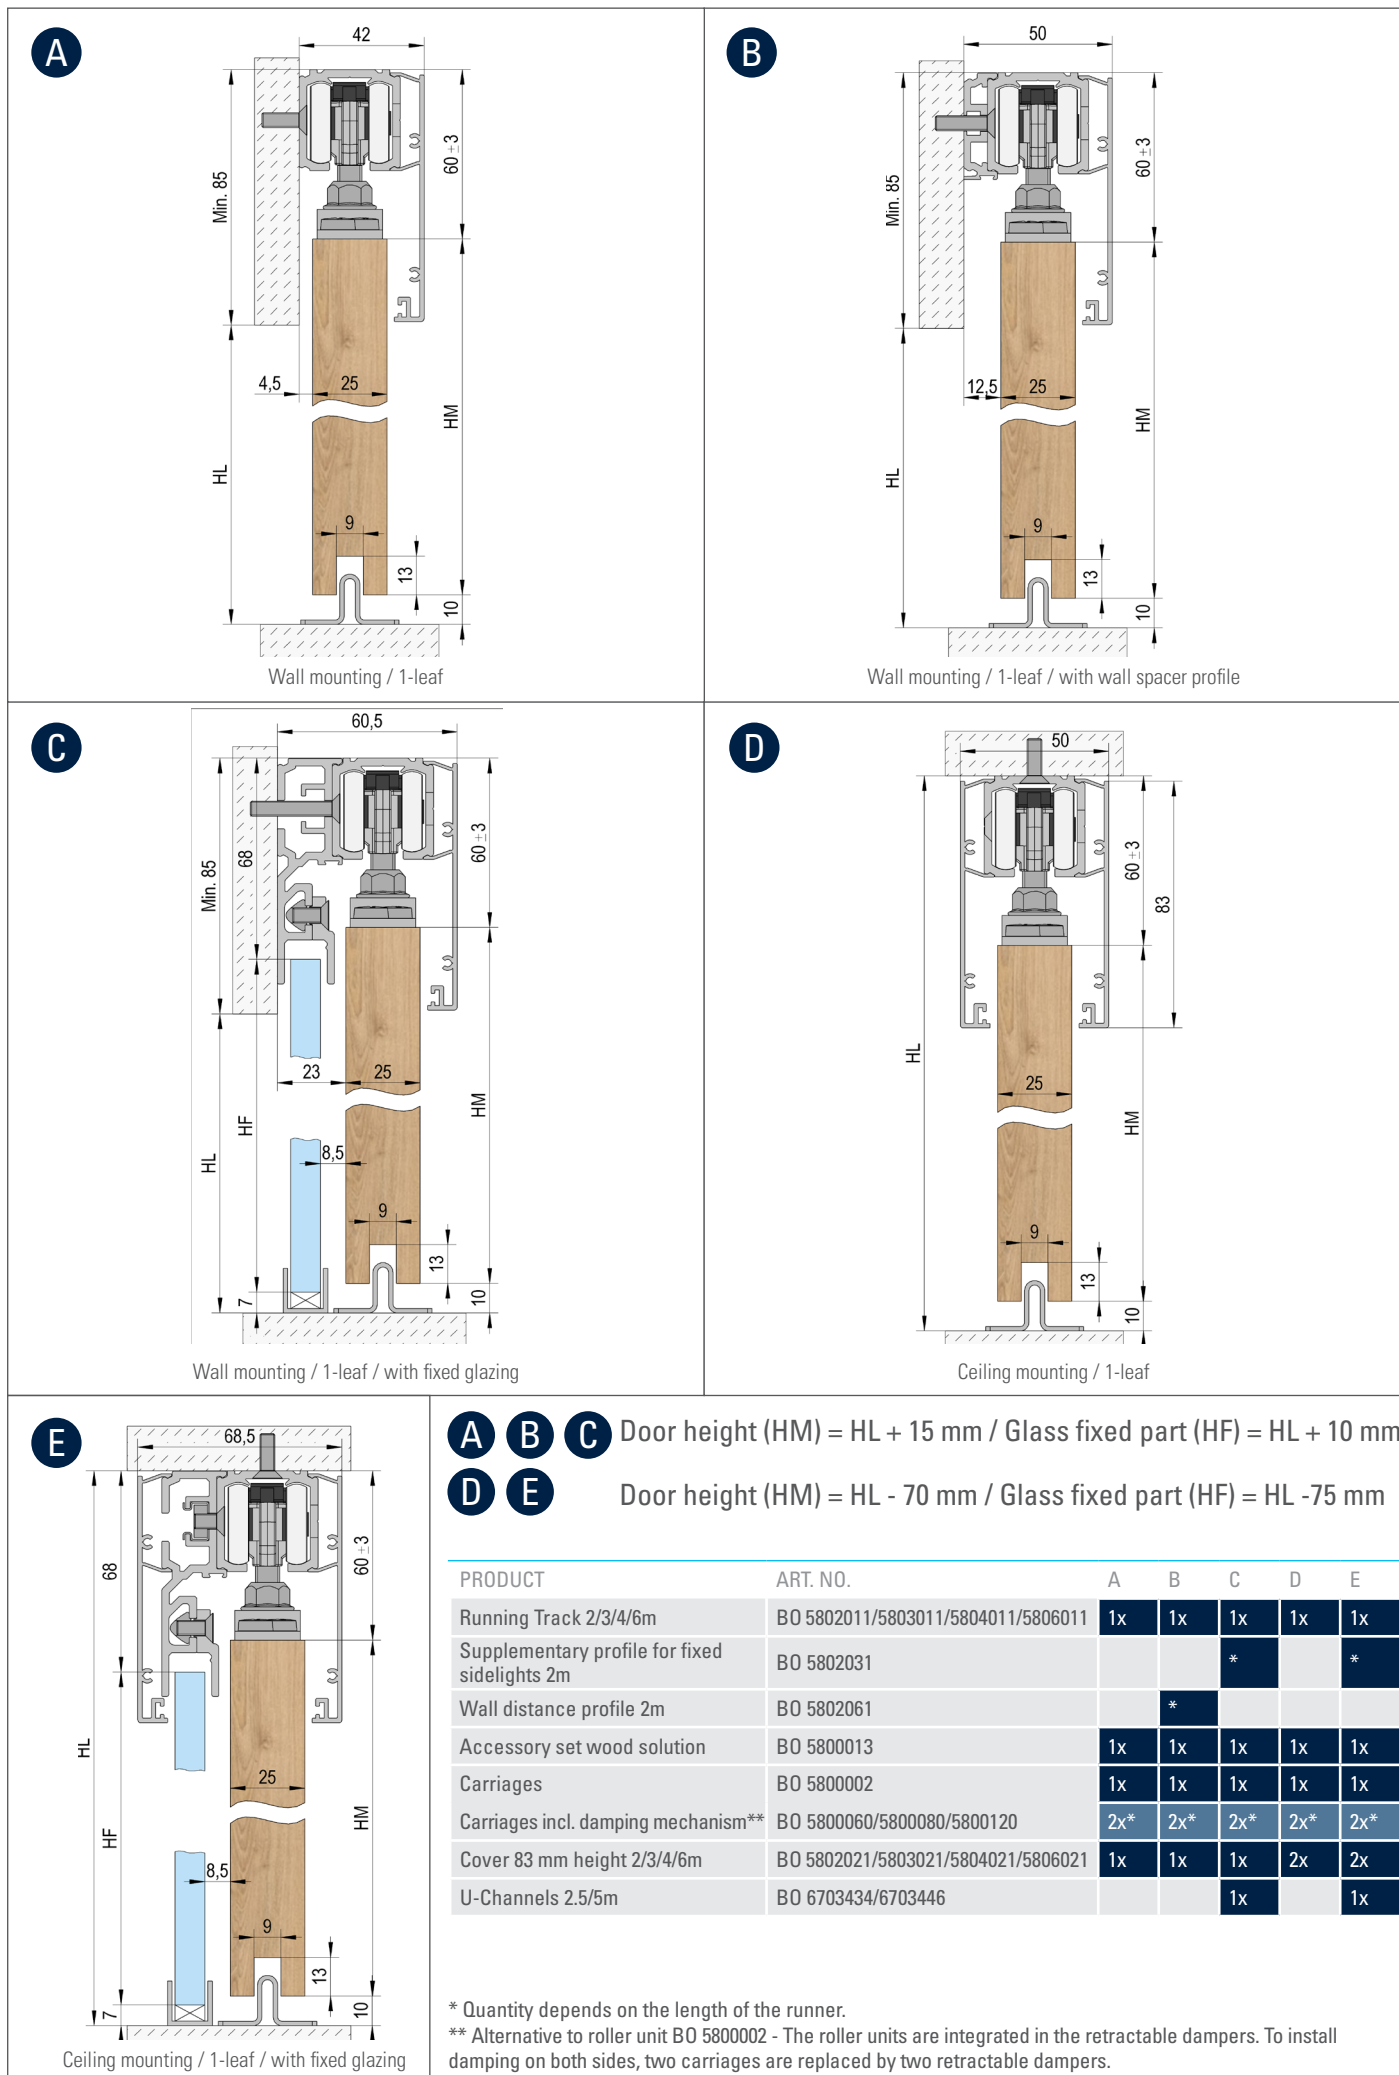 A
42
60 ±3
Min. 85
4,5
25
HM
HL
9
13
10
Wall mounting / 1-leaf
B
50
60 ±3
Min. 85
12,5
25
HM
HL
9
13
10
Wall mounting / 1-leaf / with wall spacer profile
C
60,5
60 ±3
68
Min. 85
23
25
HM
HF
HL
8,5
9
13
7
10
Wall mounting / 1-leaf / with fixed glazing
D
50
60 ±3
83
HL
25
HM
9
13
10
Ceiling mounting / 1-leaf
E
68,5
68
60 ±3
HL
25
HM
HF
8,5
9
13
7
10
Ceiling mounting / 1-leaf / with fixed glazing
A B C Door height (HM) = HL + 15 mm / Glass fixed part (HF) = HL + 10 mm
D E Door height (HM) = HL - 70 mm / Glass fixed part (HF) = HL -75 mm
PRODUCT ART. NO. A B C D E
Running Track 2/3/4/6m BO 5802011/5803011/5804011/5806011 1x 1x 1x 1x 1x
Supplementary profile for fixed
sidelights 2m BO 5802031 * *
Wall distance profile 2m BO 5802061 *
Accessory set wood solution BO 5800013 1x 1x 1x 1x 1x
Carriages BO 5800002 1x 1x 1x 1x 1x
Carriages incl. damping mechanism** BO 5800060/5800080/5800120 2x* 2x* 2x* 2x* 2x*
Cover 83 mm height 2/3/4/6m BO 5802021/5803021/5804021/5806021 1x 1x 1x 2x 2x
U-Channels 2.5/5m BO 6703434/6703446 1x 1x
* Quantity depends on the length of the runner.
** Alternative to roller unit BO 5800002 - The roller units are integrated in the retractable dampers. To install
damping on both sides, two carriages are replaced by two retractable dampers.